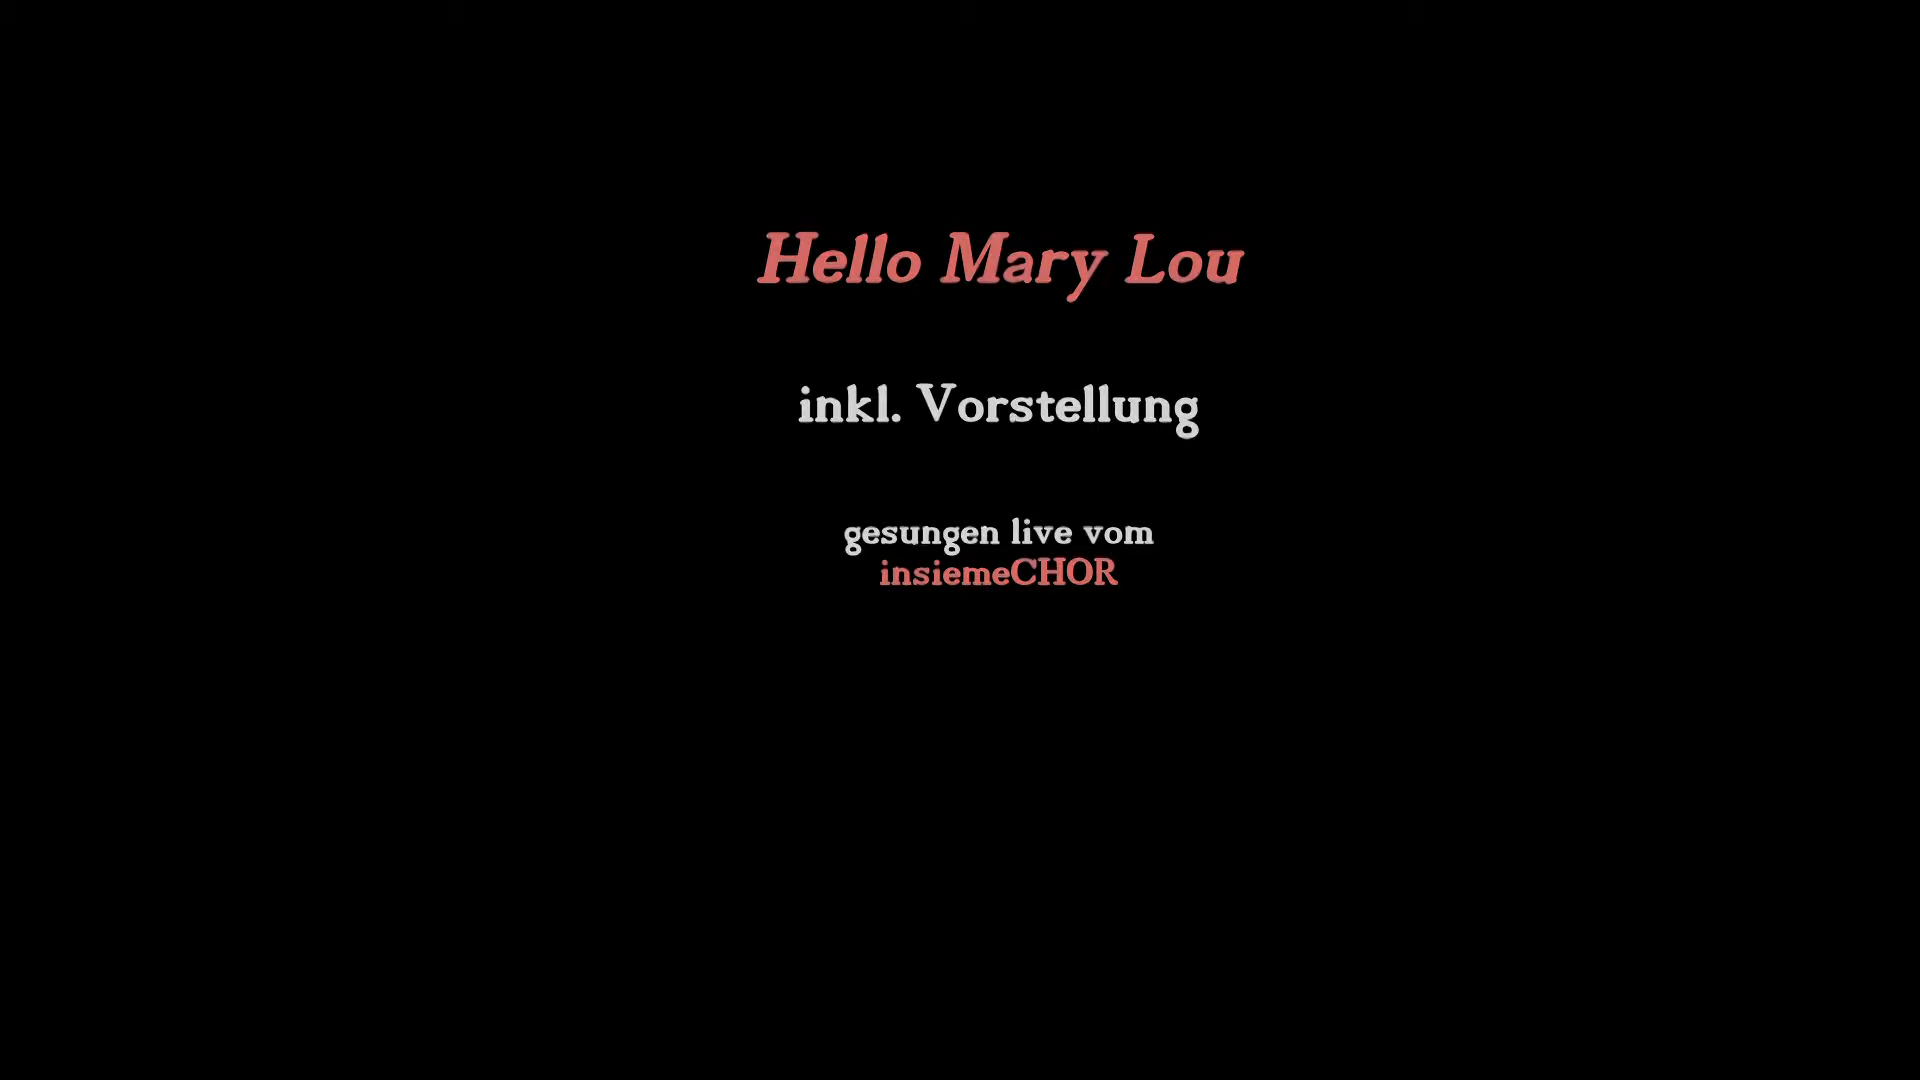 Hello Mary Lou
inkl. Vorstellung
gesungen live vom
insiemeCHOR